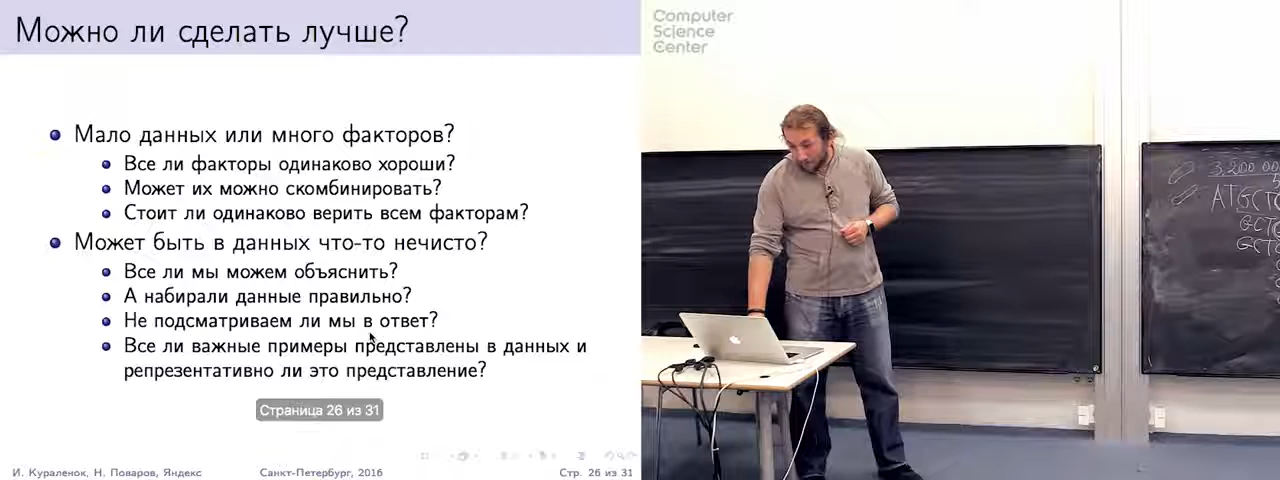 Можно ли сделать лучше?
Мало данных или много факторов?
Все ли факторы одинаково хороши?
Может их можно скомбинировать?
Стоит ли одинаково верить всем факторам?
Может быть в данных что-то нечисто?
Все ли мы можем объяснить?
А набирали данные правильно?
Не подсматриваем ли мы в ответ?
Все ли важные примеры представлены в данных и
репрезентативно ли это представление?
Страница 26 из 31
И. Кураленок, Н. Поваров, Яндекс
Санкт-Петербург, 2016
Стр. 26 из 31
Computer
Science
Center
3,200 00